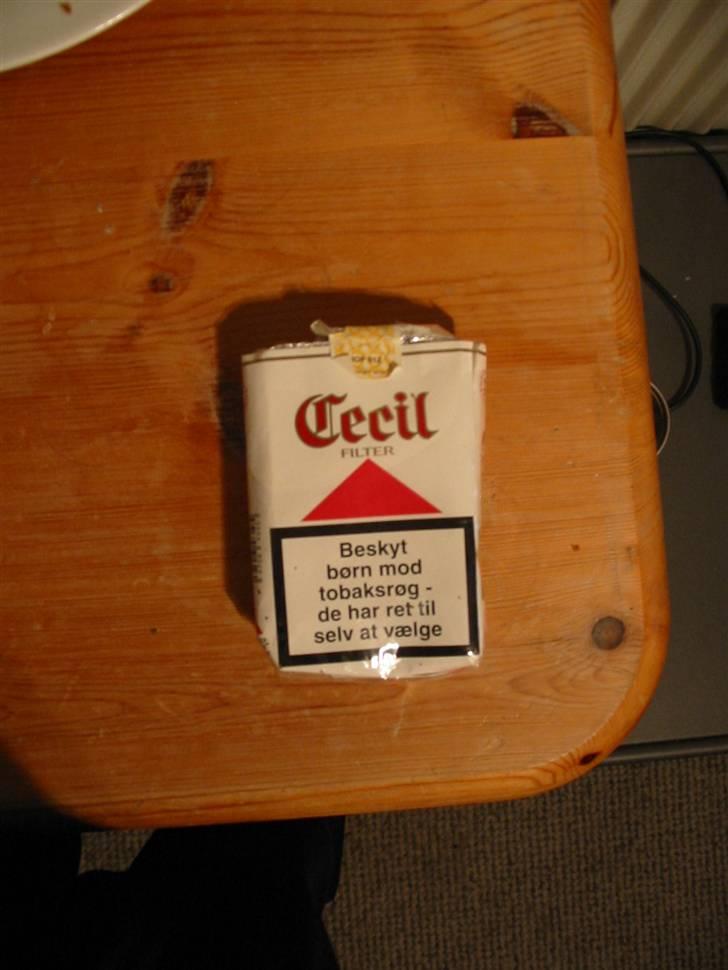 Cecil
FILTER
Beskyt
børn mod
tobaksrøg -
de har ret til
selv at vælge